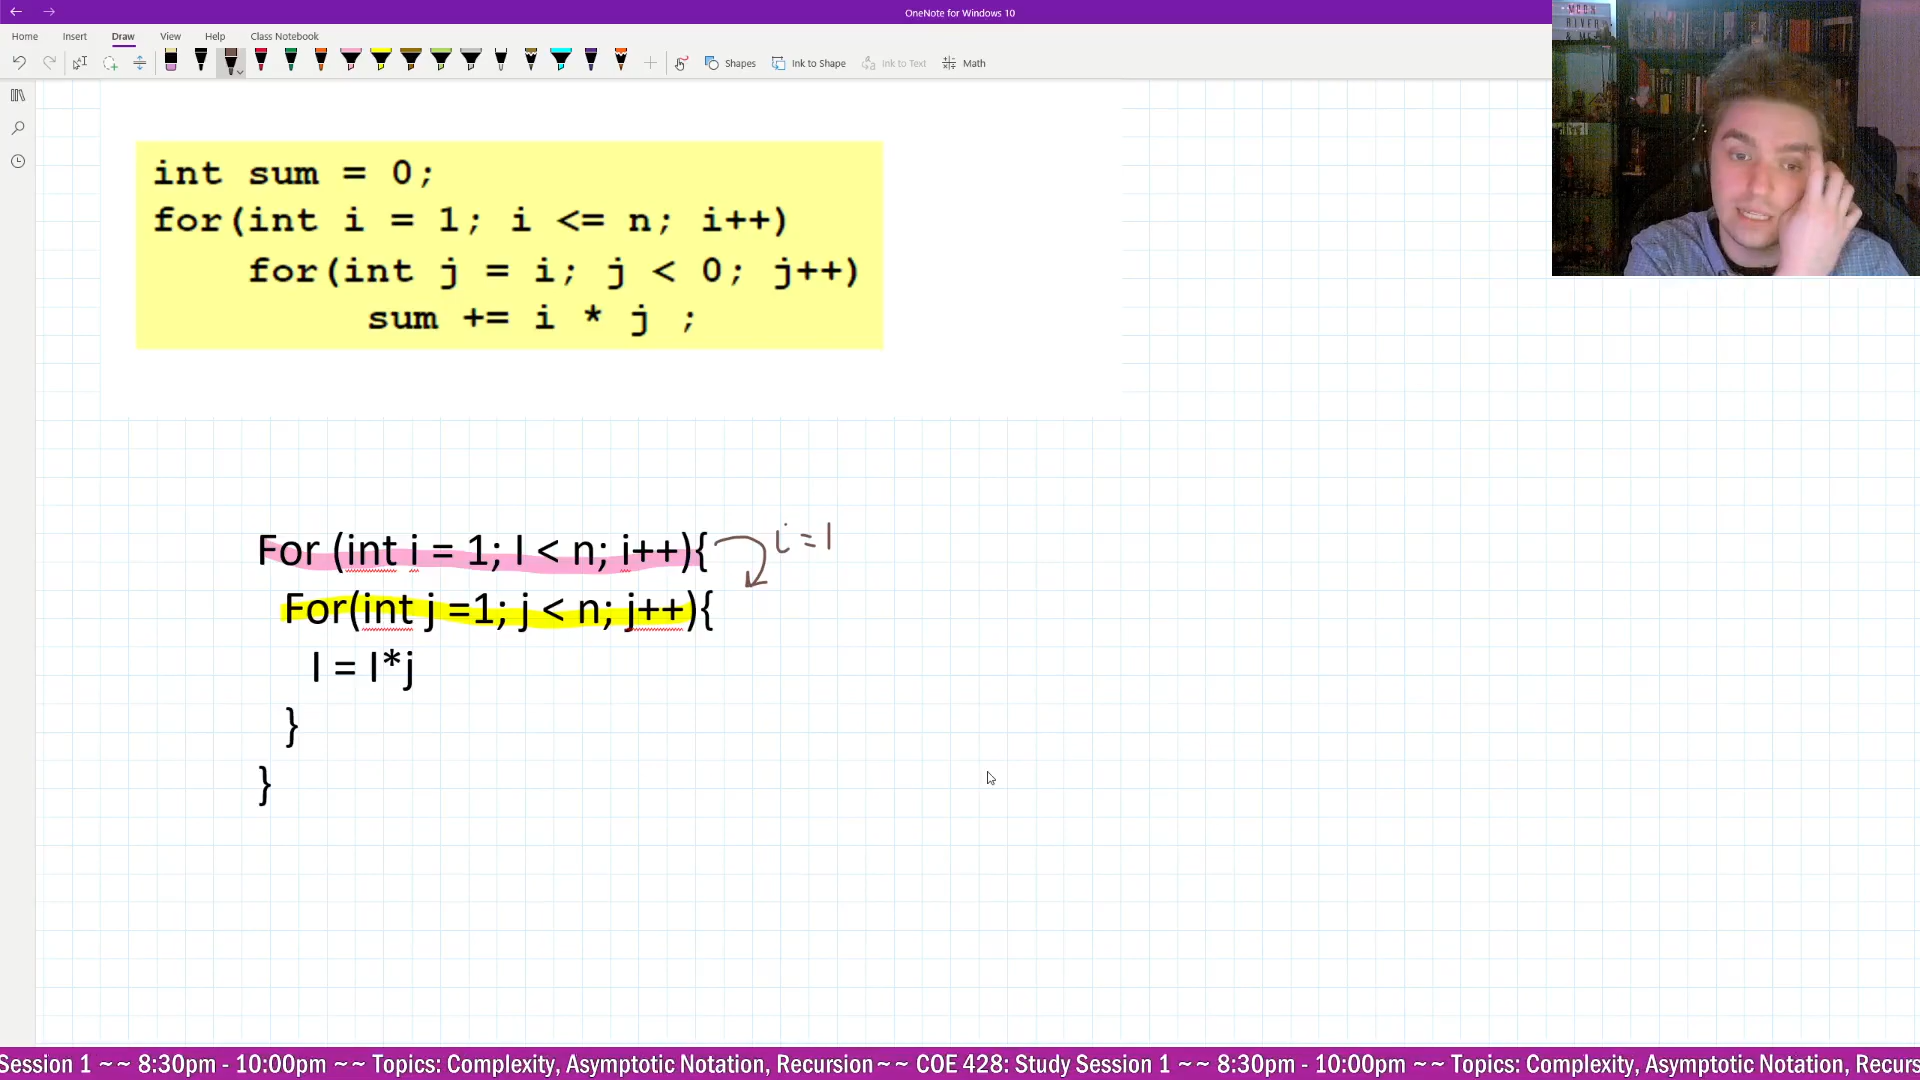 OneNote for Windows 10
Home Insert Draw View Help Class Notebook
Shapes Ink to Shape Ink to Text Math
MOON
RIVER
& ME
int sum = 0;
for(int i = 1; i <= n; i++)
for(int j = i; j < 0; j++)
sum += i * j ;
For (int i = 1; I < n; i++){
i = 1
For(int j =1; j < n; j++){
I = I*j
}
}
Session 1 ~~ 8:30pm - 10:00pm ~~ Topics: Complexity, Asymptotic Notation, Recursion ~~ COE 428: Study Session 1 ~~ 8:30pm - 10:00pm ~~ Topics: Complexity, Asymptotic Notation, Recurs